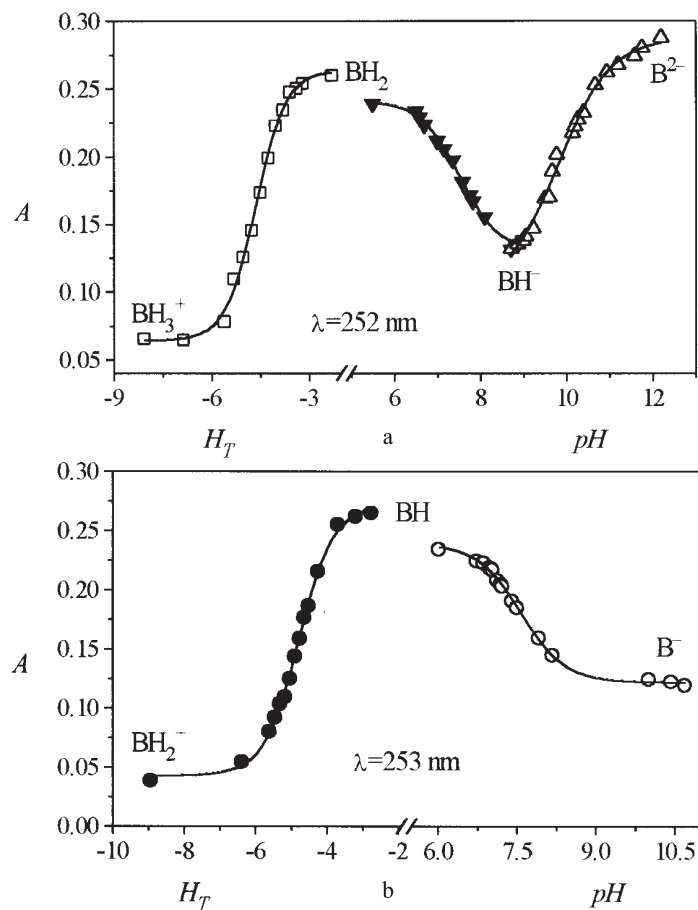 0.30
0.25
0.20
0.15
0.10
0.05
A
BH₃⁺
BH₂
BH⁻
B²⁻
λ=252 nm
-9 -6 -3 6 8 10 12
H_T a pH
0.30
0.25
0.20
0.15
0.10
0.05
0.00
A
BH₂⁻
BH
B⁻
λ=253 nm
-10 -8 -6 -4 -2 6.0 7.5 9.0 10.5
H_T b pH